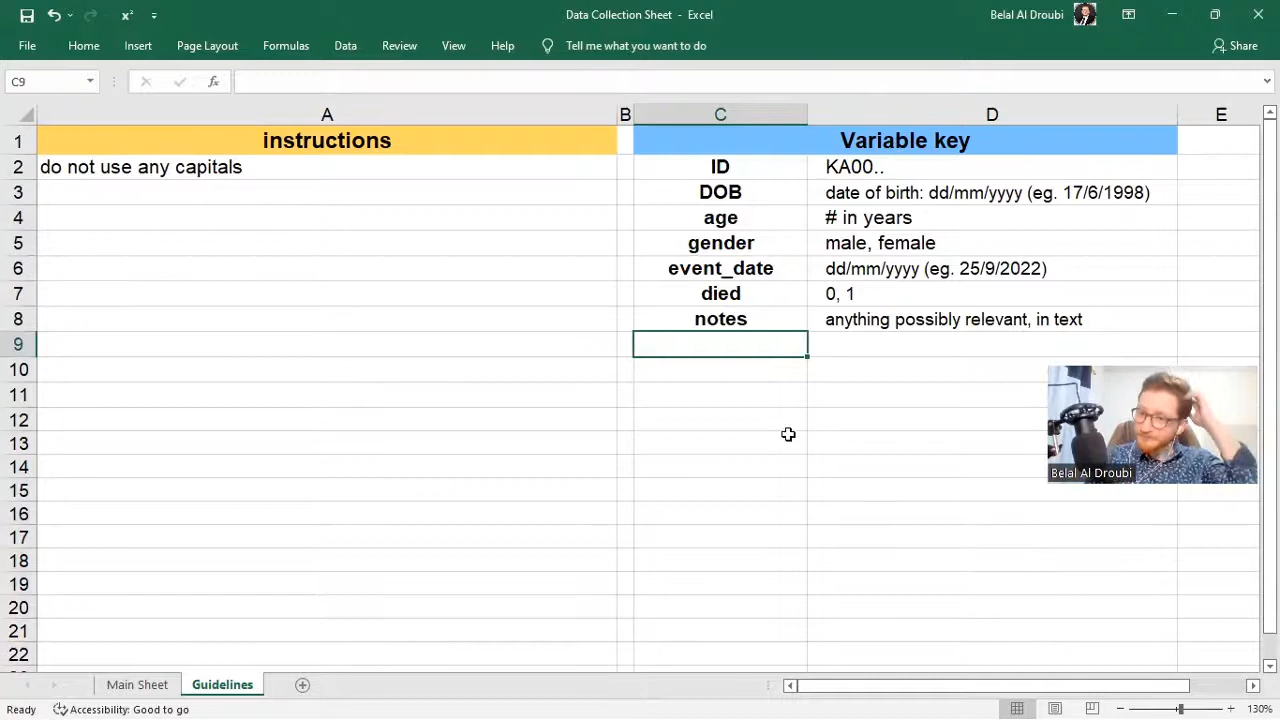 Data Collection Sheet - Excel
Belal Al Droubi
File Home Insert Page Layout Formulas Data Review View Help Tell me what you want to do Share
C9 fx
A B C D E
1 instructions Variable key
2 do not use any capitals ID KA00..
3 DOB date of birth: dd/mm/yyyy (eg. 17/6/1998)
4 age # in years
5 gender male, female
6 event_date dd/mm/yyyy (eg. 25/9/2022)
7 died 0, 1
8 notes anything possibly relevant, in text
9
10
11
12
13
14
15
16
17
18
19
20
21
22
Belal Al Droubi
Main Sheet Guidelines
Ready Accessibility: Good to go 130%